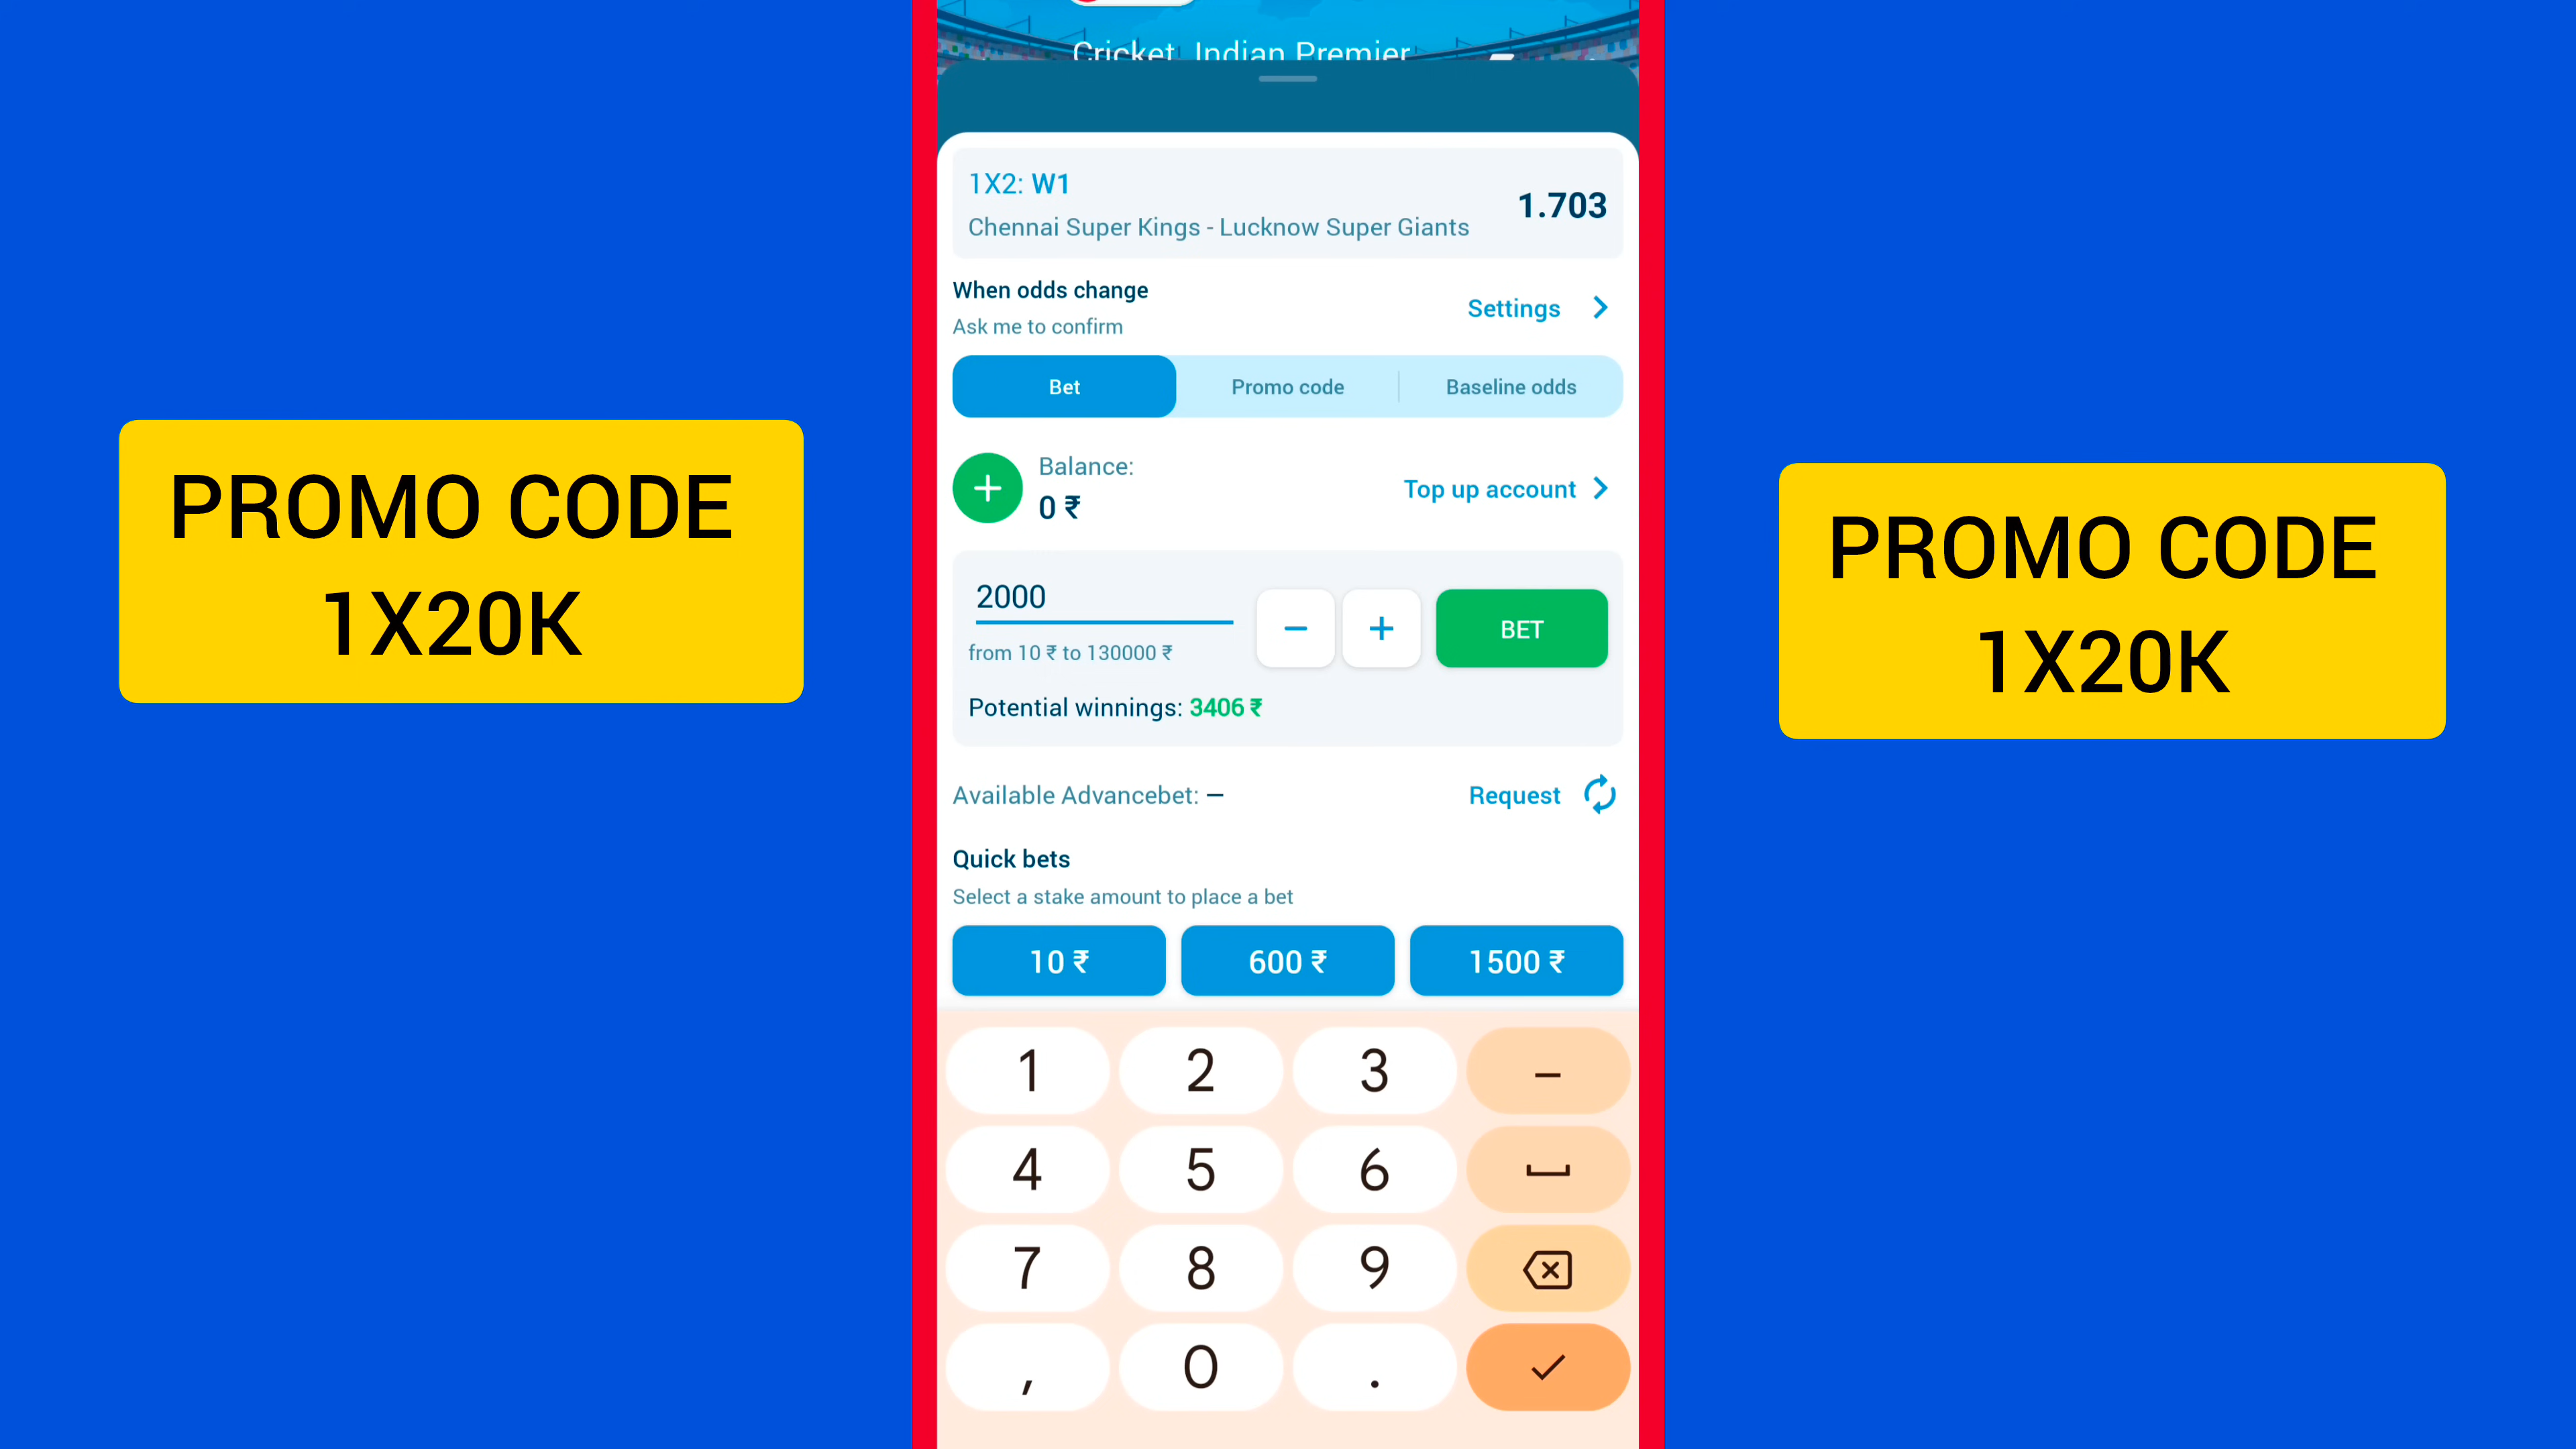 Cricket. Indian Premier
1X2: W1
1.703
Chennai Super Kings - Lucknow Super Giants
When odds change
Settings
Ask me to confirm
Bet
Promo code
Baseline odds
Balance:
0 ₹
Top up account
PROMO CODE
1X20K
PROMO CODE
1X20K
2000
BET
from 10 ₹ to 130000 ₹
Potential winnings: 3406 ₹
Available Advancebet: –
Request
Quick bets
Select a stake amount to place a bet
10 ₹
600 ₹
1500 ₹
1 2 3 –
4 5 6
7 8 9
, 0 .